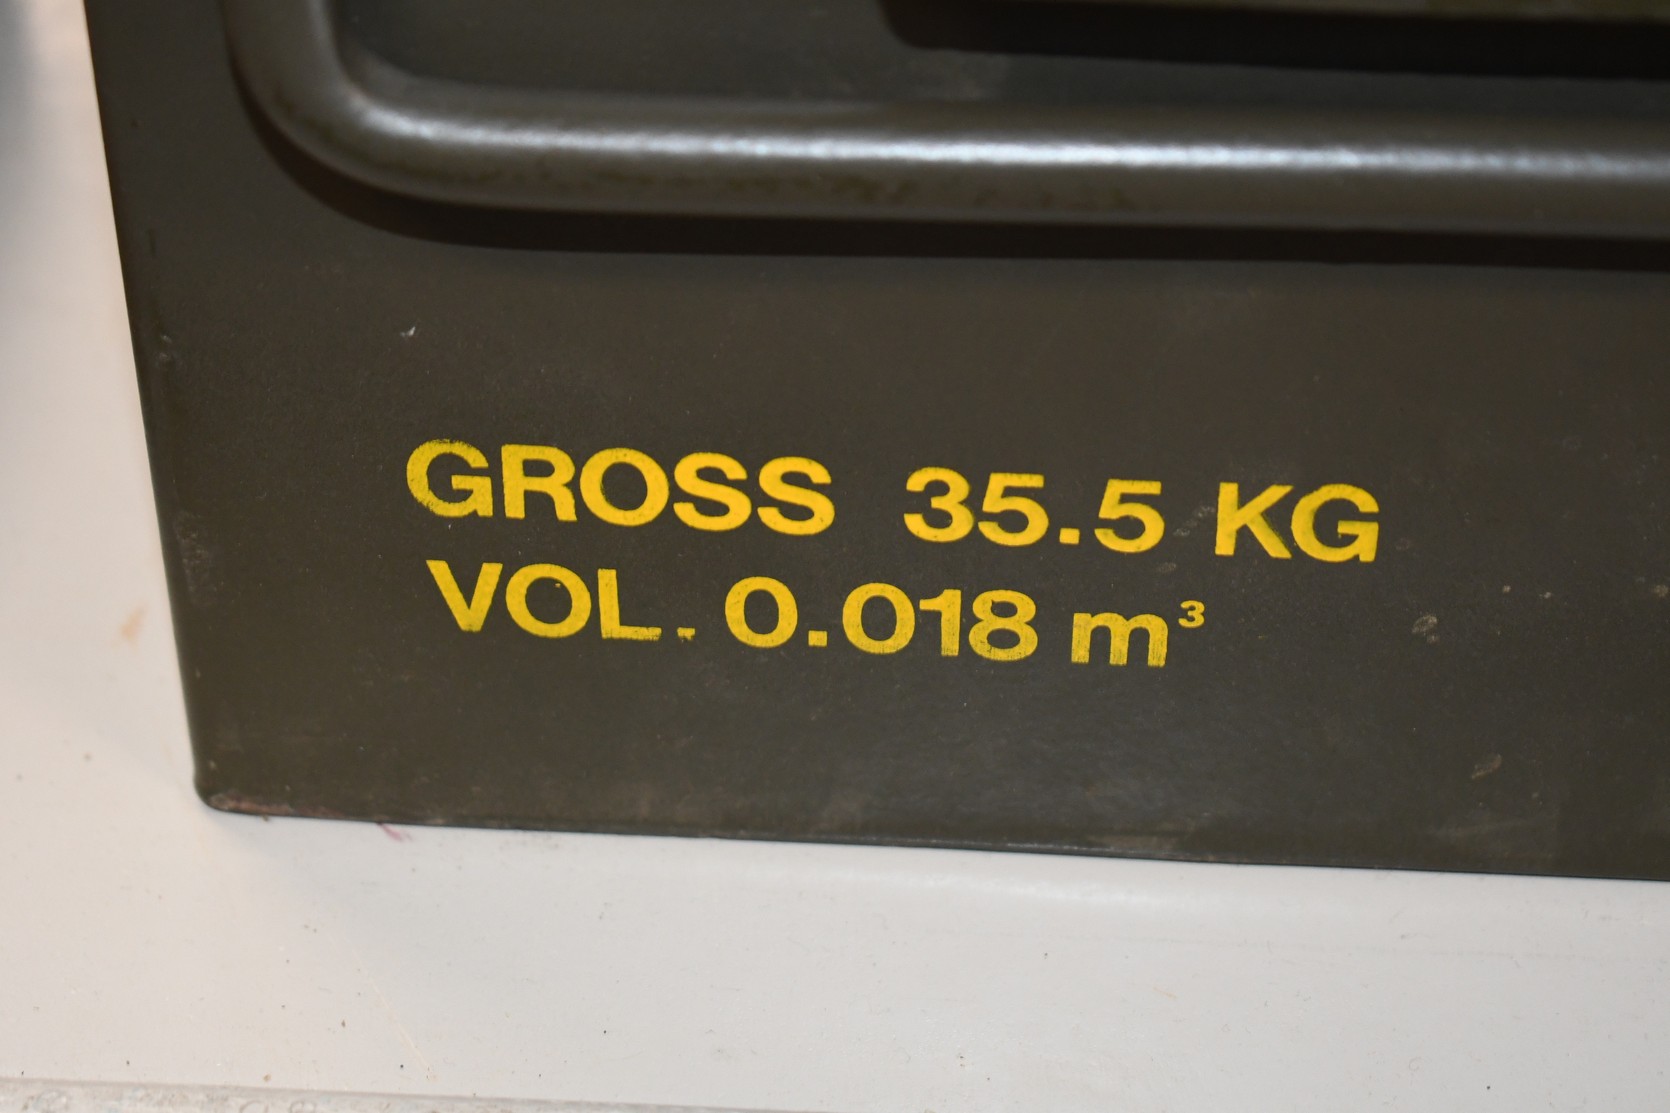 GROSS 35.5 KG
VOL. 0.018 m³